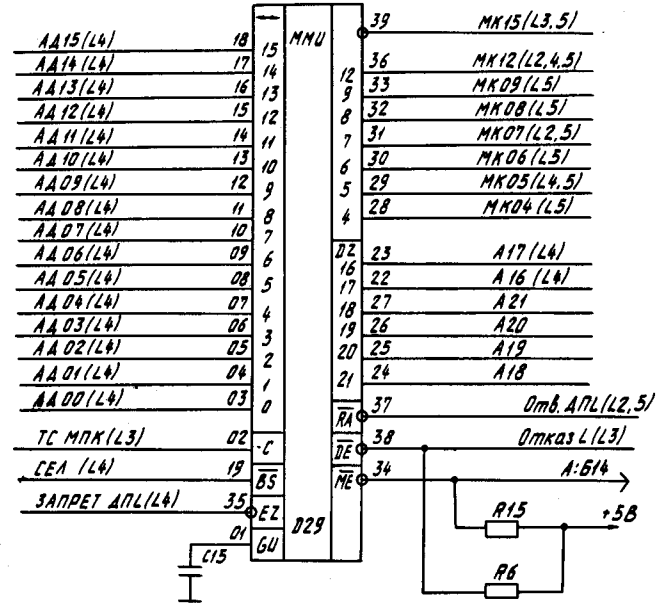 39 МК15(L3,5)
MMU
АД15(L4) 18 15
АД14(L4) 17 14 36 МК12(L2,4,5)
АД13(L4) 16 13 12 33 МК09(L5)
АД12(L4) 15 12 9 32 МК08(L5)
АД11(L4) 14 11 8 31 МК07(L2,5)
АД10(L4) 13 10 7 30 МК06(L5)
АД09(L4) 12 9 6 29 МК05(L4,5)
АД08(L4) 11 8 5 28 МК04(L5)
АД07(L4) 10 7 4
АД06(L4) 09 6 DZ 23 А17(L4)
АД05(L4) 08 5 16 22 А16(L4)
АД04(L4) 07 4 17 27 А21
АД03(L4) 06 3 18 26 А20
АД02(L4) 05 2 19 25 А19
АД01(L4) 04 1 20 24 А18
АД00(L4) 03 0 21
RA 37 Отв. ДПL(L2,5)
ТС МПК(L3) 02 -C DE 38 Отказ L(L3)
СЕЛ (L4) 19 BS ME 34 А:Б14
ЗАПРЕТ ДПL(L4) 35 EZ D29
R15 +5В
01 GU
C15
R6